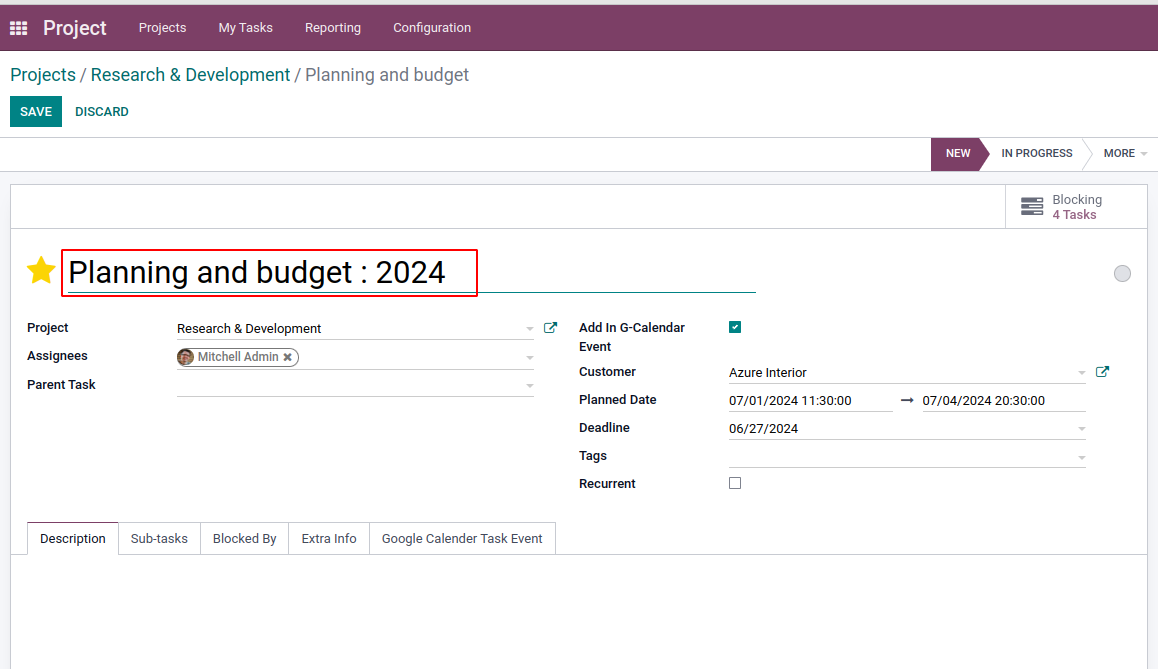 Project Projects My Tasks Reporting Configuration
Projects / Research & Development / Planning and budget
SAVE DISCARD
NEW IN PROGRESS MORE
Blocking
4 Tasks
Planning and budget : 2024
Project Research & Development
Assignees Mitchell Admin ✖
Parent Task
Add In G-Calendar
Event
Customer Azure Interior
Planned Date 07/01/2024 11:30:00 → 07/04/2024 20:30:00
Deadline 06/27/2024
Tags
Recurrent
Description Sub-tasks Blocked By Extra Info Google Calender Task Event